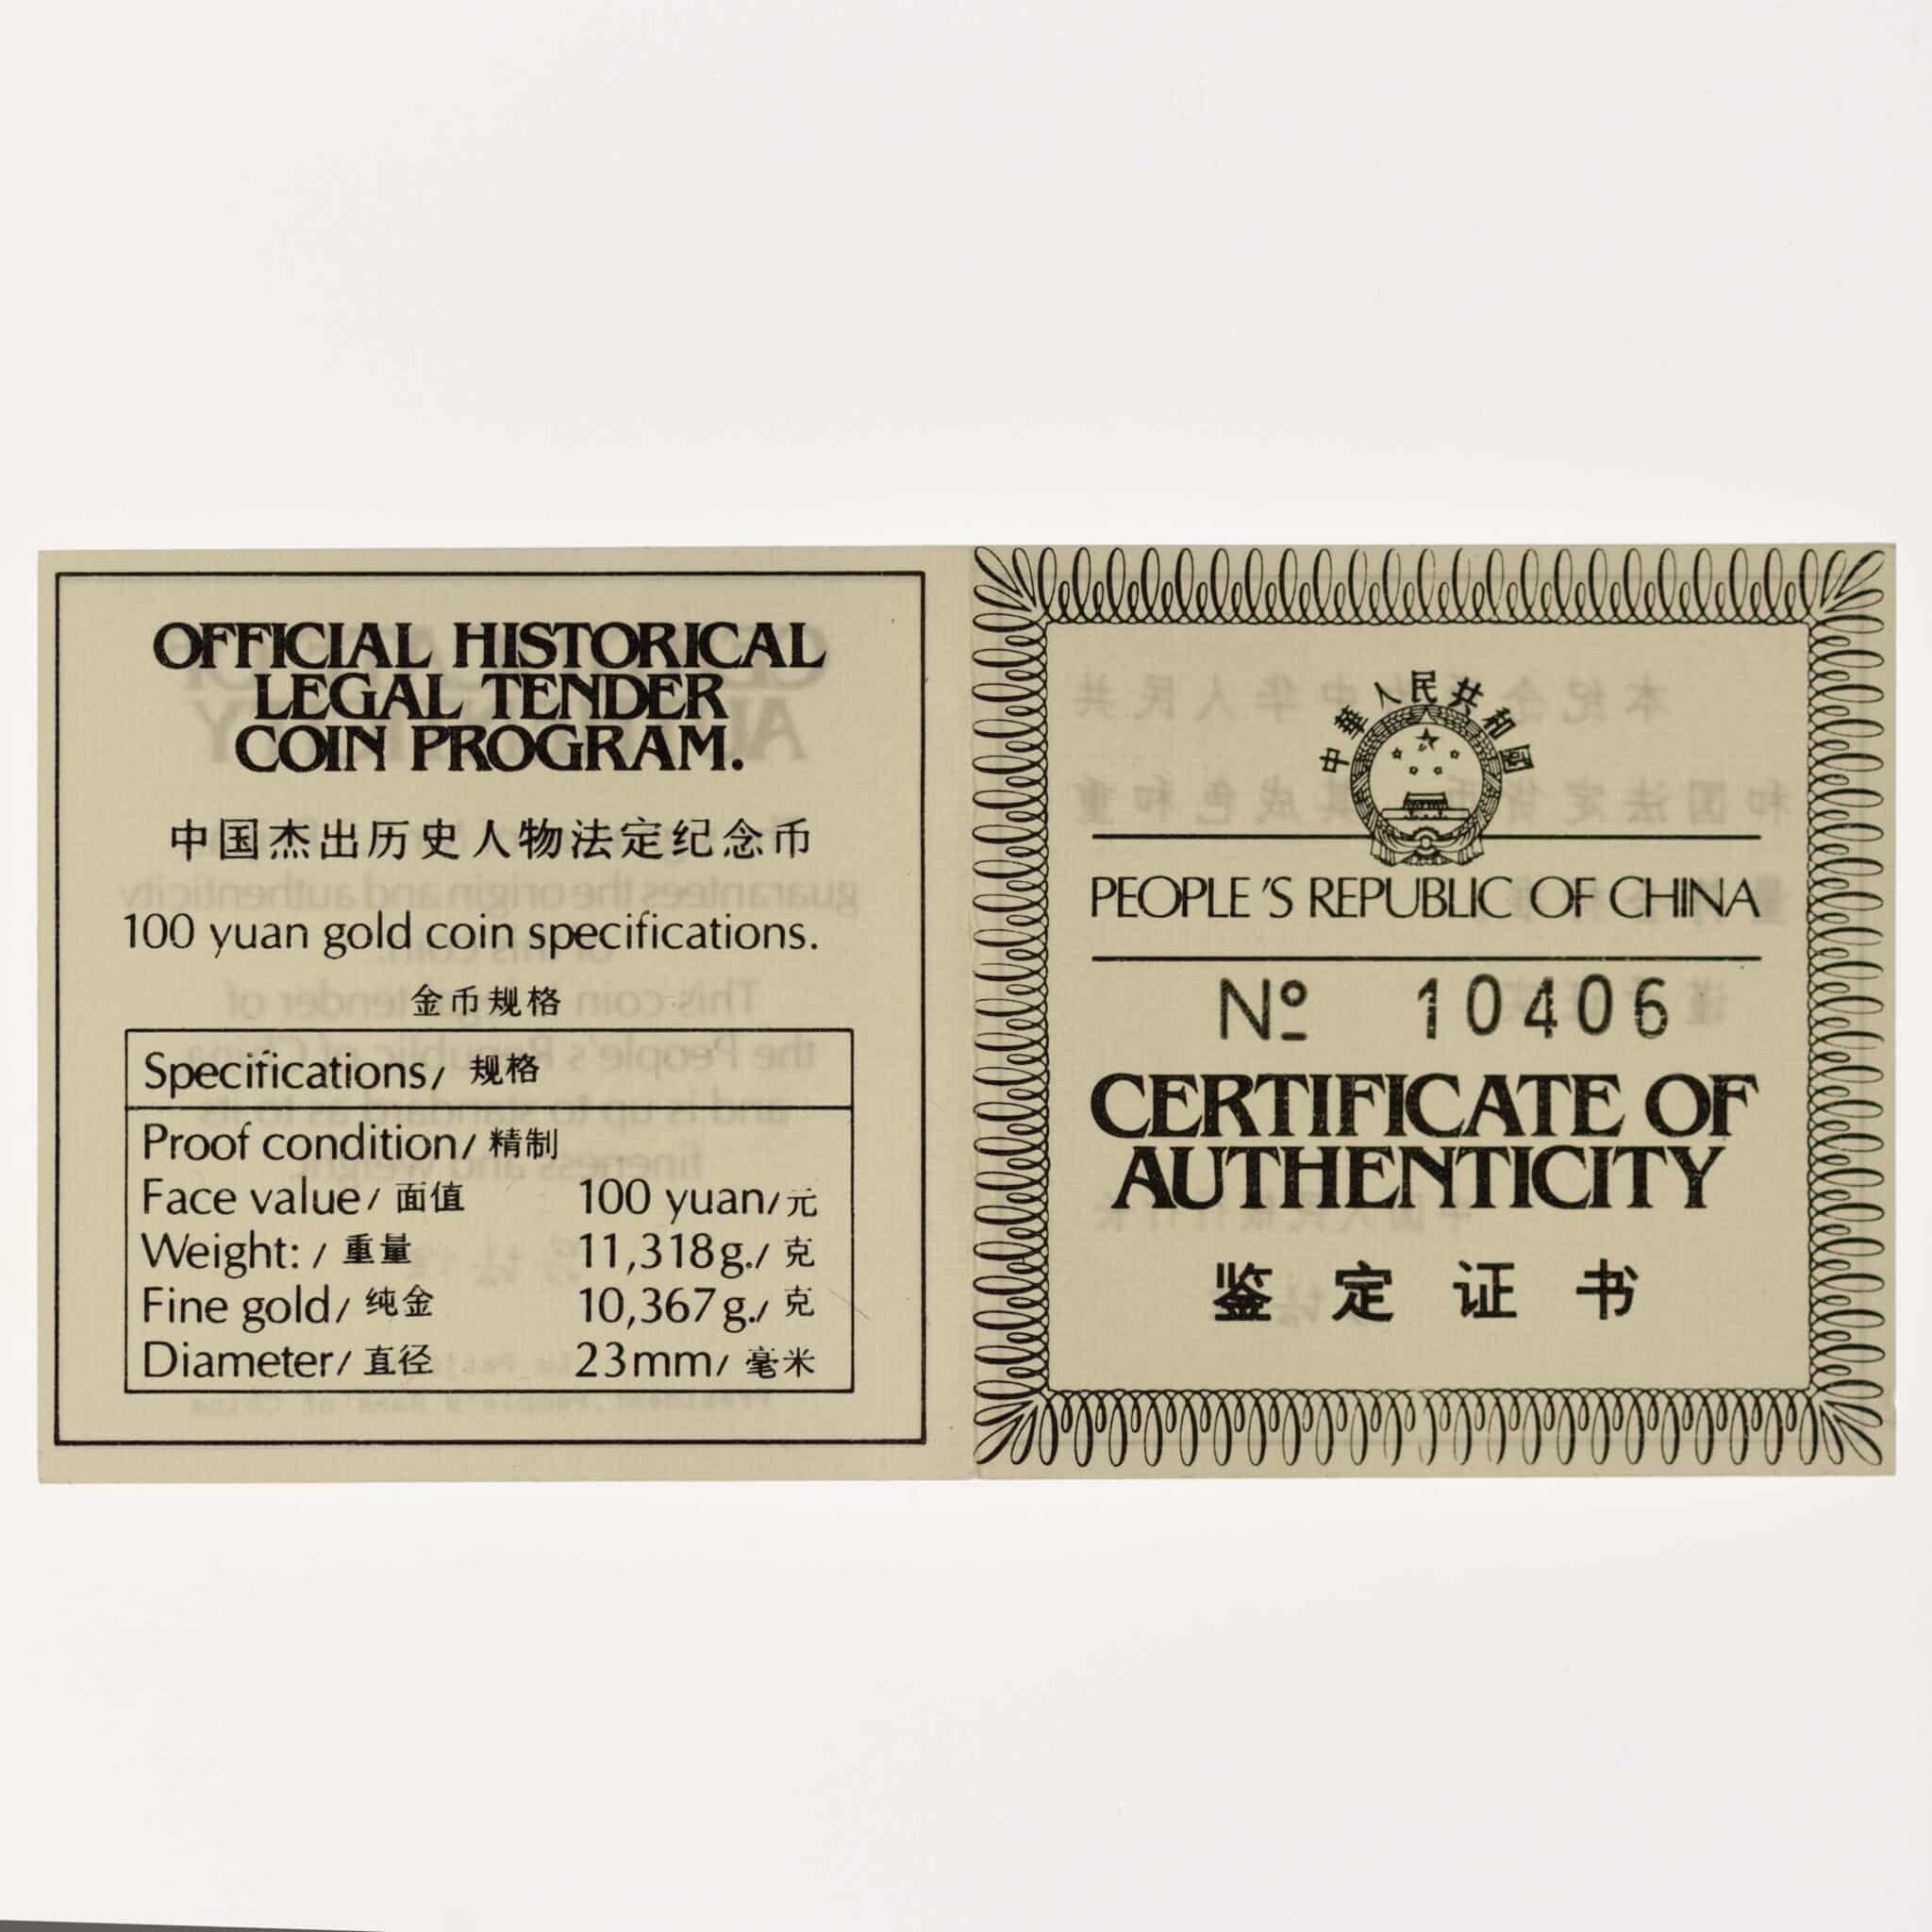 OFFICIAL HISTORICAL
LEGAL TENDER
COIN PROGRAM.
中国杰出历史人物法定纪念币
100 yuan gold coin specifications.
金币规格
Specifications/ 规格
Proof condition/ 精制
Face value/ 面值 100 yuan/元
Weight: / 重量 11,318g./ 克
Fine gold/ 纯金 10,367g./ 克
Diameter/ 直径 23mm/ 毫米
中華人民共和國
PEOPLE'S REPUBLIC OF CHINA
Nº 10406
CERTIFICATE OF
AUTHENTICITY
鉴定证书